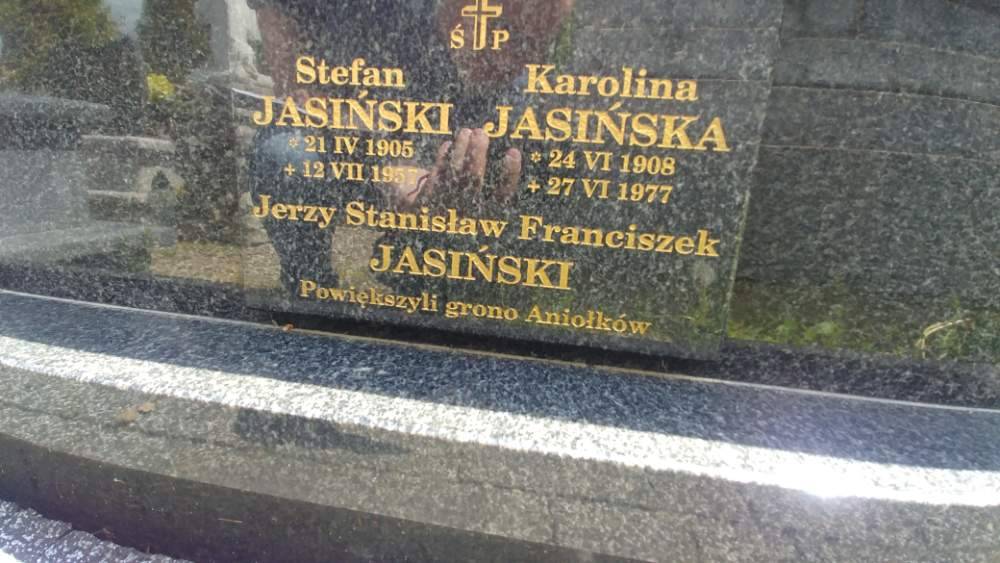 Ś P
Stefan
JASIŃSKI
* 21 IV 1905
+ 12 VII 1957
Karolina
JASIŃSKA
* 24 VI 1908
+ 27 VI 1977
Jerzy Stanisław Franciszek
JASIŃSKI
Powiększyli grono Aniołków